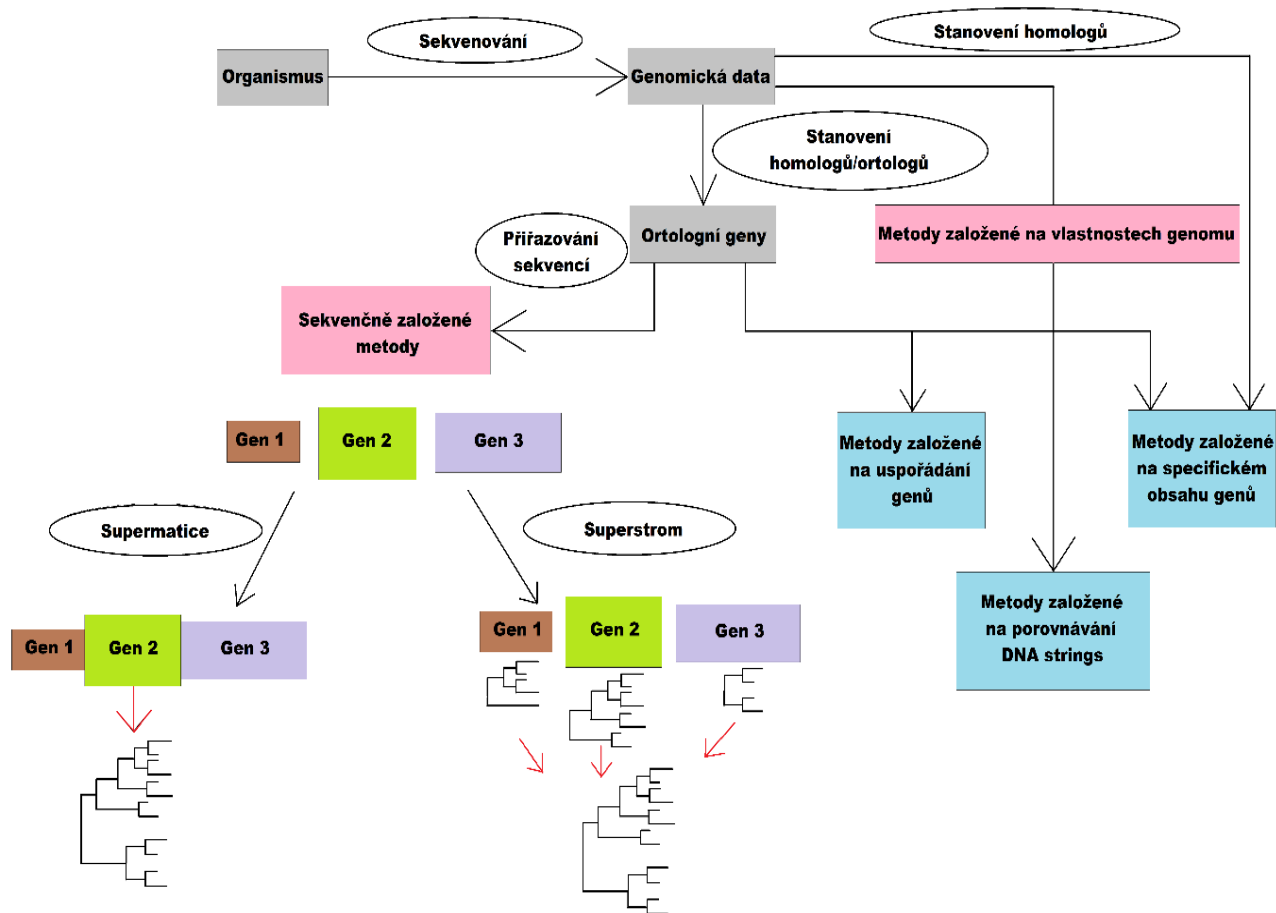 Sekvenování
Stanovení homologů
Organismus
Genomická data
Stanovení
homologů/ortologů
Přiřazování
sekvencí
Ortologní geny
Metody založené na vlastnostech genomu
Sekvenčně založené
metody
Gen 1
Gen 2
Gen 3
Metody založené
na uspořádání
genů
Metody založené
na specifickém
obsahu genů
Supermatice
Superstrom
Gen 1
Gen 2
Gen 3
Gen 1
Gen 2
Gen 3
Metody založené
na porovnávání
DNA strings